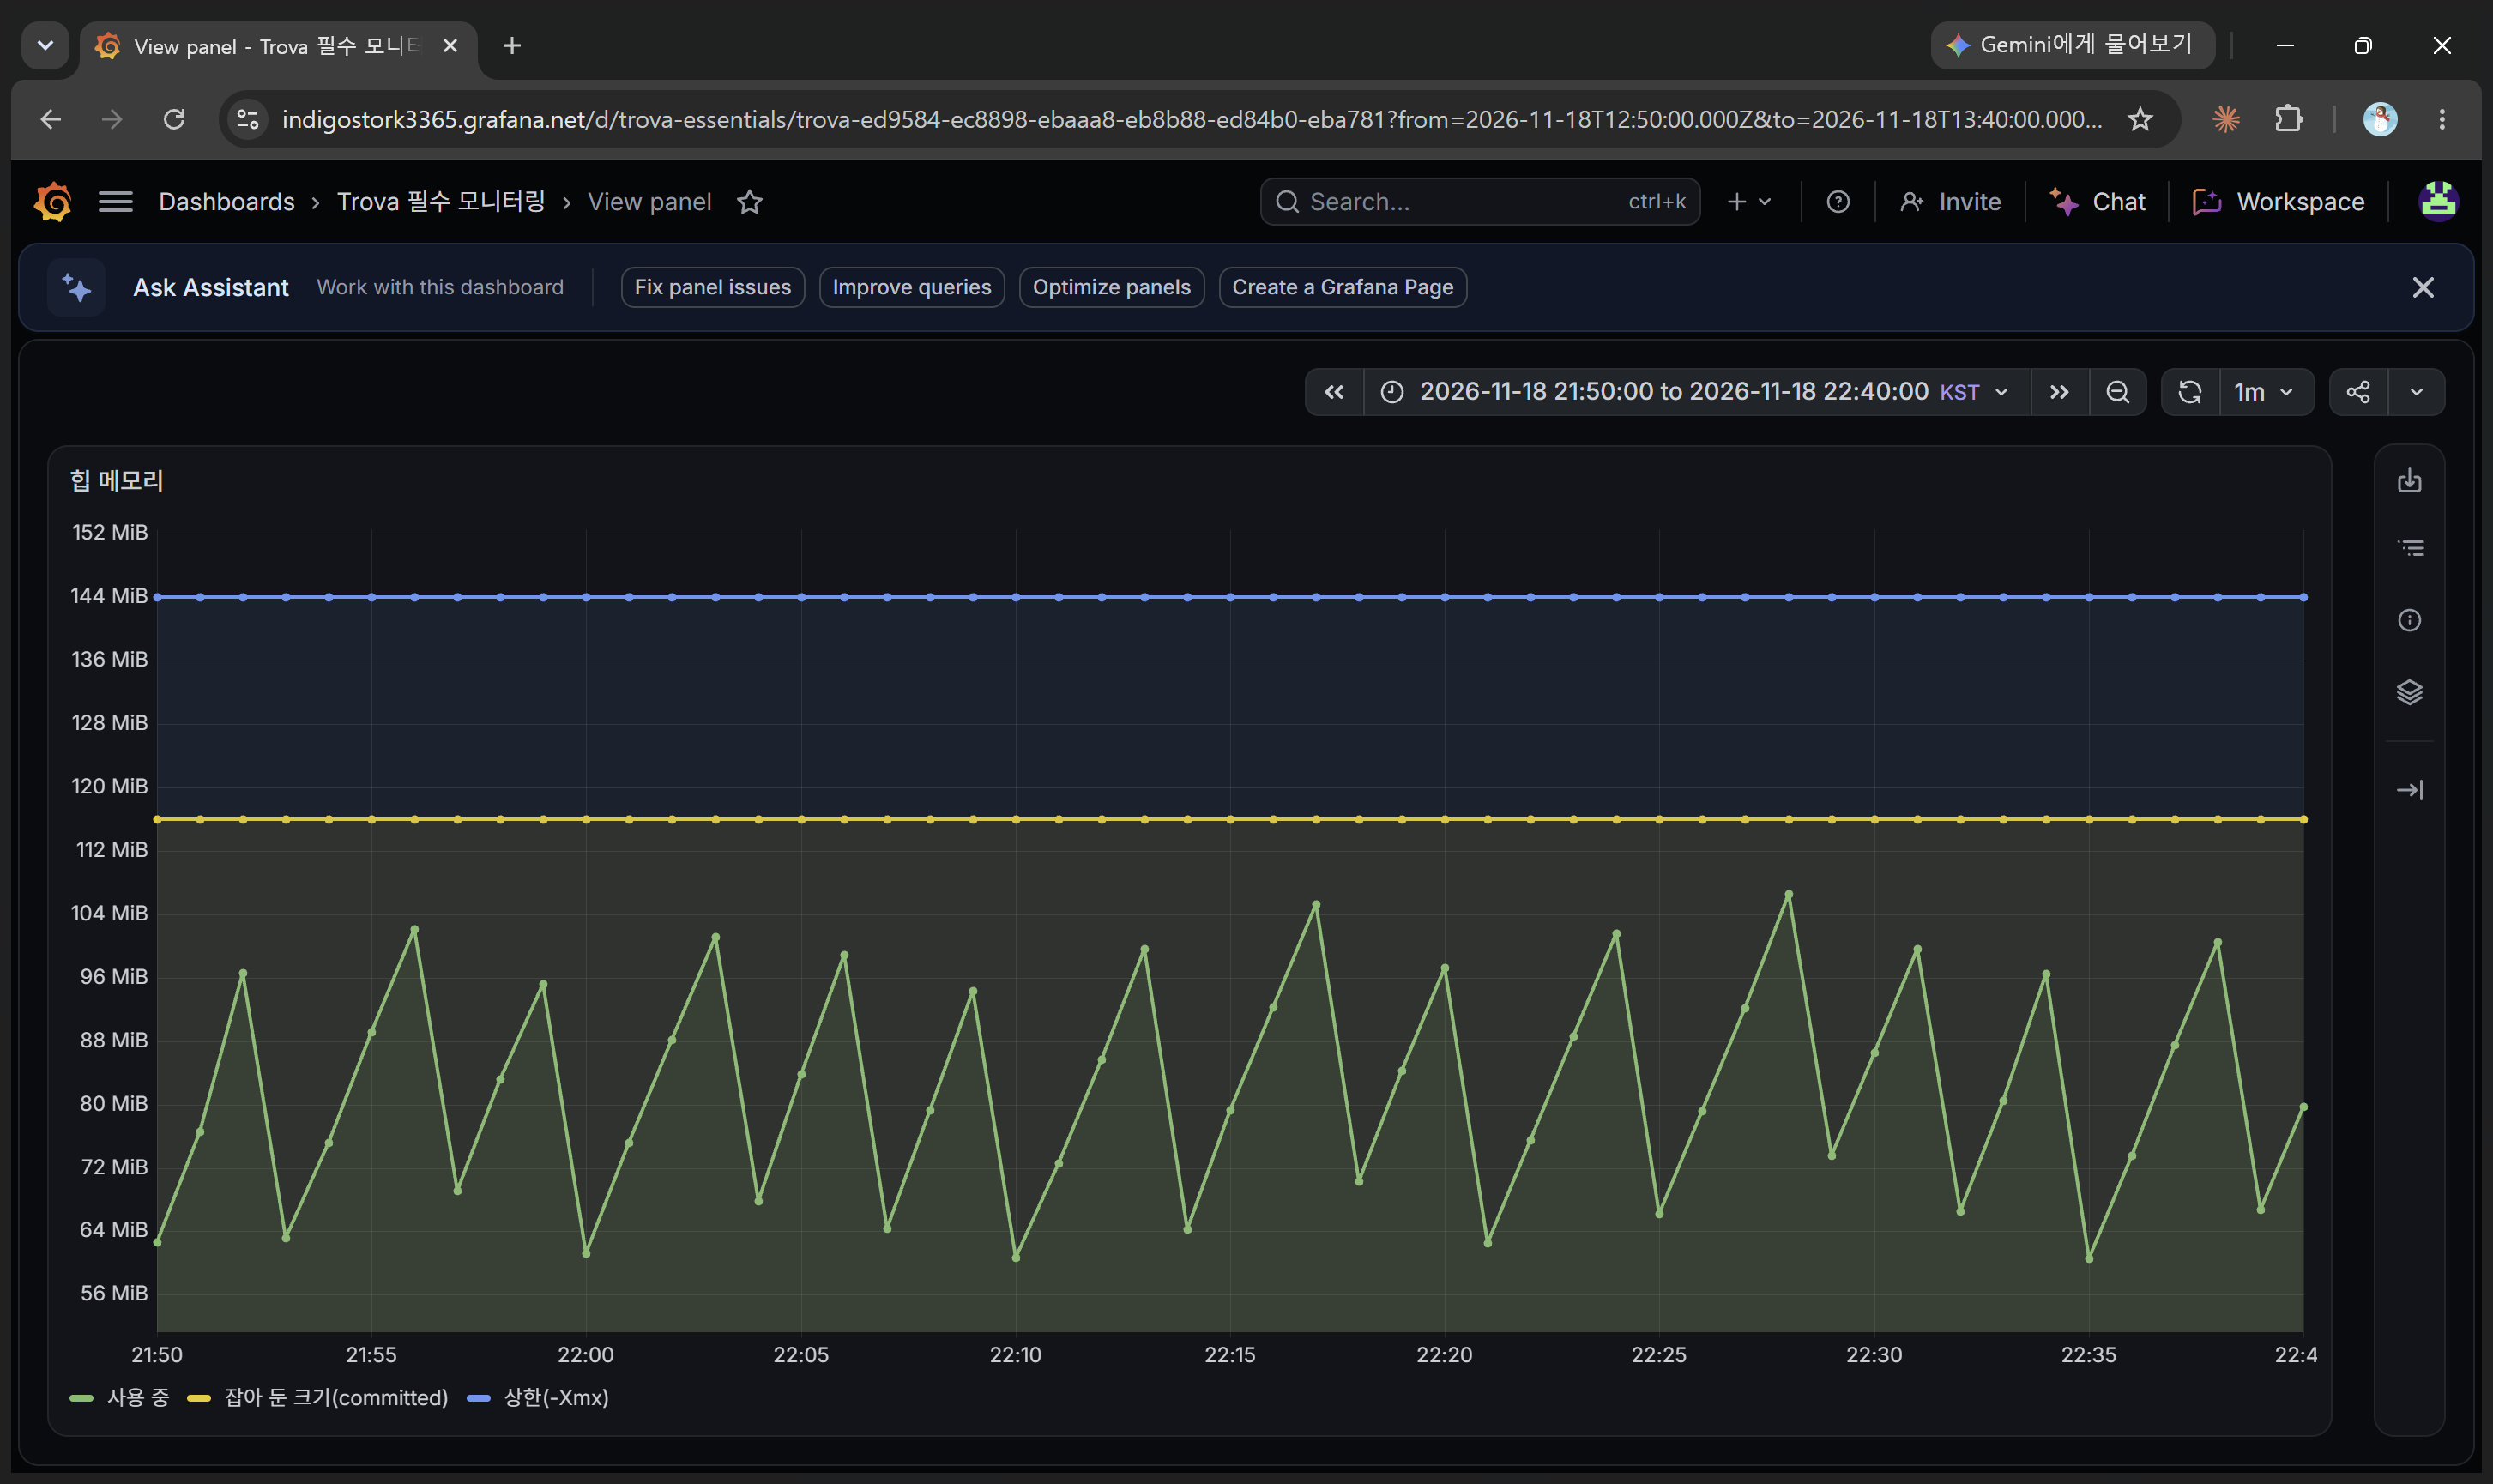 View panel - Trova 필수 모니터
Gemini에게 물어보기
indigostork3365.grafana.net/d/trova-essentials/trova-ed9584-ec8898-ebaaa8-eb8b88-ed84b0-eba781?from=2026-11-18T12:50:00.000Z&to=2026-11-18T13:40:00.000...
Dashboards › Trova 필수 모니터링 › View panel
Search... ctrl+k
Invite
Chat
Workspace
Ask Assistant Work with this dashboard Fix panel issues Improve queries Optimize panels Create a Grafana Page
2026-11-18 21:50:00 to 2026-11-18 22:40:00 KST
1m
힙 메모리
152 MiB
144 MiB
136 MiB
128 MiB
120 MiB
112 MiB
104 MiB
96 MiB
88 MiB
80 MiB
72 MiB
64 MiB
56 MiB
21:50 21:55 22:00 22:05 22:10 22:15 22:20 22:25 22:30 22:35 22:4
사용 중 잡아 둔 크기(committed) 상한(-Xmx)